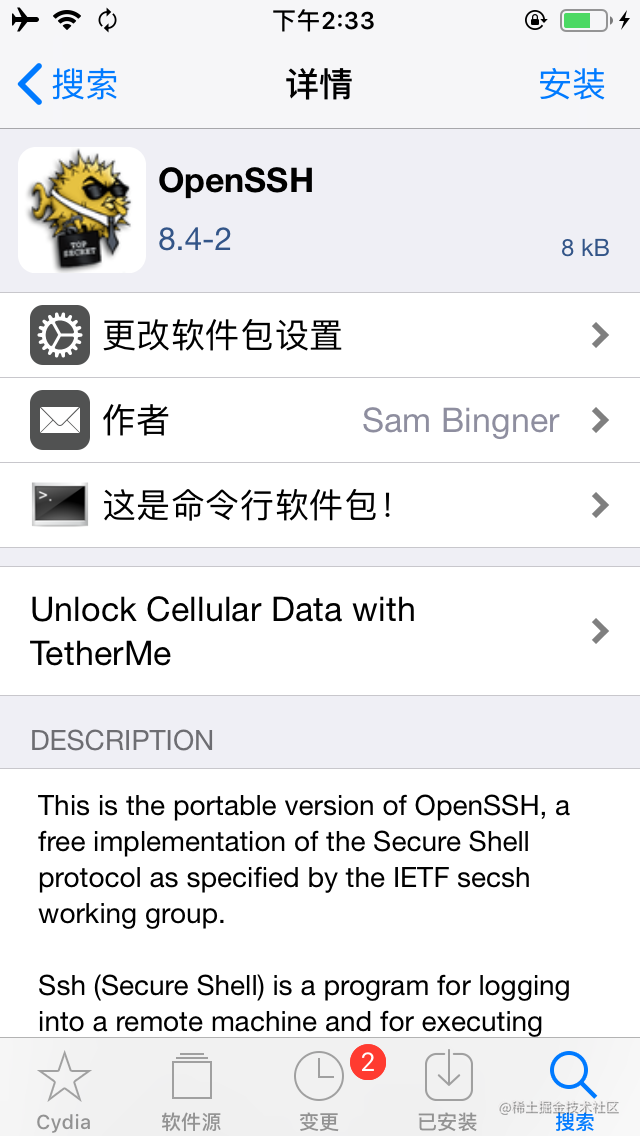 下午2:33
搜索
详情
安装
TOP
SECRET
OpenSSH
8.4-2
8 kB
更改软件包设置
作者
Sam Bingner
>.
这是命令行软件包！
Unlock Cellular Data with
TetherMe
DESCRIPTION
This is the portable version of OpenSSH, a
free implementation of the Secure Shell
protocol as specified by the IETF secsh
working group.
Ssh (Secure Shell) is a program for logging
into a remote machine and for executing
2
Cydia
软件源
变更
已安装
搜索
@稀土掘金技术社区